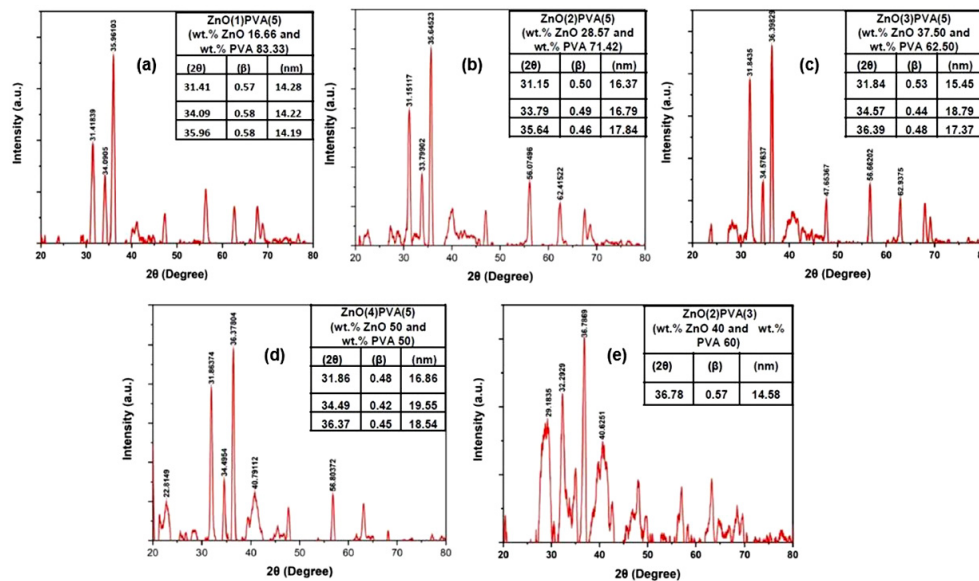 ZnO(1)PVA(5)
(wt.% ZnO 16.66 and
wt.% PVA 83.33)
(2θ) (β) (nm)
31.41 0.57 14.28
34.09 0.58 14.22
35.96 0.58 14.19
(a)
35.96103
31.41839
34.0905
Intensity (a.u.)
20 30 40 50 60 70 80
2θ (Degree)
ZnO(2)PVA(5)
(wt.% ZnO 28.57 and
wt.% PVA 71.42)
(2θ) (β) (nm)
31.15 0.50 16.37
33.79 0.49 16.79
35.64 0.46 17.84
(b)
35.64523
31.15117
33.79902
56.07496
62.41522
Intensity (a.u.)
20 30 40 50 60 70 80
2θ (Degree)
ZnO(3)PVA(5)
(wt.% ZnO 37.50 and
wt.% PVA 62.50)
(2θ) (β) (nm)
31.84 0.53 15.45
34.57 0.44 18.79
36.39 0.48 17.37
(c)
36.39829
31.8435
34.57637
47.65367
56.66202
62.9375
Intensity (a.u.)
20 30 40 50 60 70 80
2θ (Degree)
ZnO(4)PVA(5)
(wt.% ZnO 50 and
wt.% PVA 50)
(2θ) (β) (nm)
31.86 0.48 16.86
34.49 0.42 19.55
36.37 0.45 18.54
(d)
36.37804
31.86374
34.4954
22.8149
40.79112
56.80372
Intensity (a.u.)
20 30 40 50 60 70 80
2θ (Degree)
ZnO(2)PVA(3)
(wt.% ZnO 40 and wt.%
PVA 60)
(2θ) (β) (nm)
36.78 0.57 14.58
(e)
36.7869
32.2929
29.1835
40.6251
Intensity (a.u.)
20 30 40 50 60 70 80
2θ (Degree)